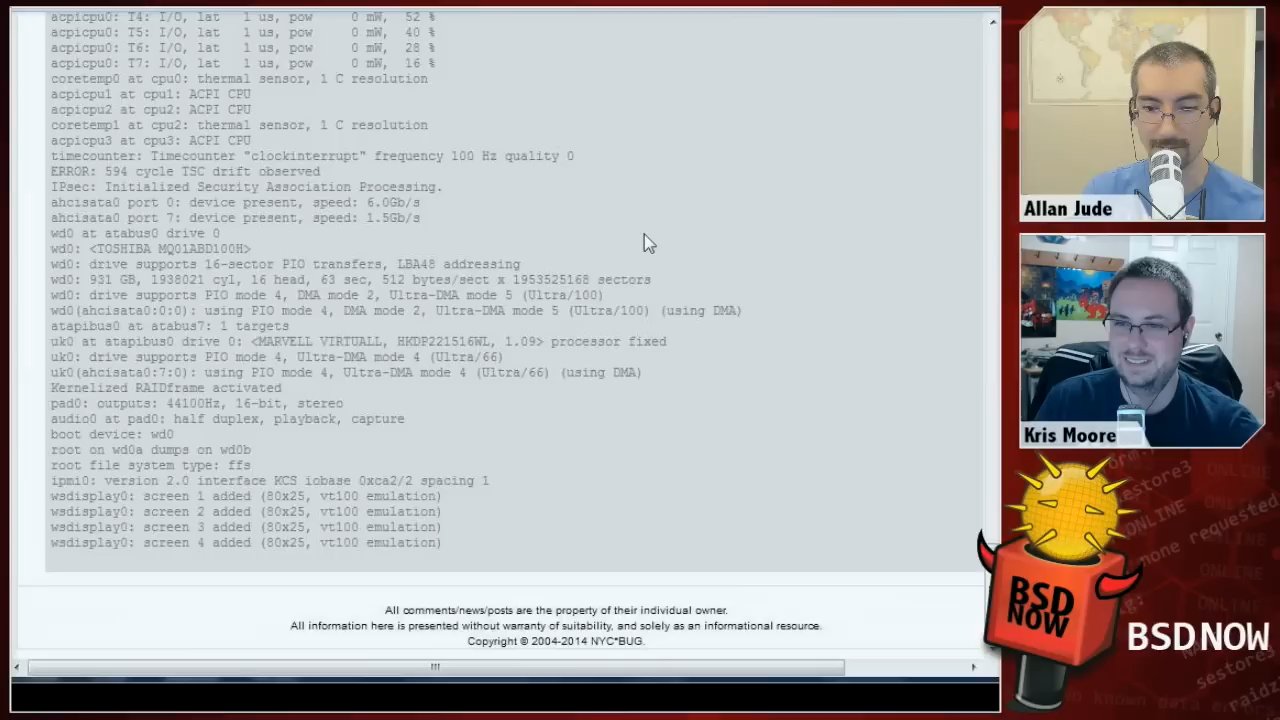 acpicpu0: T4: I/O, lat   1 us, pow     0 mW,  52 %
acpicpu0: T5: I/O, lat   1 us, pow     0 mW,  40 %
acpicpu0: T6: I/O, lat   1 us, pow     0 mW,  28 %
acpicpu0: T7: I/O, lat   1 us, pow     0 mW,  16 %
coretemp0 at cpu0: thermal sensor, 1 C resolution
acpicpu1 at cpu1: ACPI CPU
acpicpu2 at cpu2: ACPI CPU
coretemp1 at cpu2: thermal sensor, 1 C resolution
acpicpu3 at cpu3: ACPI CPU
timecounter: Timecounter "clockinterrupt" frequency 100 Hz quality 0
ERROR: 594 cycle TSC drift observed
IPsec: Initialized Security Association Processing.
ahcisata0 port 0: device present, speed: 6.0Gb/s
ahcisata0 port 7: device present, speed: 1.5Gb/s
wd0 at atabus0 drive 0
wd0: <TOSHIBA MQ01ABD100H>
wd0: drive supports 16-sector PIO transfers, LBA48 addressing
wd0: 931 GB, 1938021 cyl, 16 head, 63 sec, 512 bytes/sect x 1953525168 sectors
wd0: drive supports PIO mode 4, DMA mode 2, Ultra-DMA mode 5 (Ultra/100)
wd0(ahcisata0:0:0): using PIO mode 4, DMA mode 2, Ultra-DMA mode 5 (Ultra/100) (using DMA)
atapibus0 at atabus7: 1 targets
uk0 at atapibus0 drive 0: <MARVELL VIRTUALL, HKDP221516WL, 1.09> processor fixed
uk0: drive supports PIO mode 4, Ultra-DMA mode 4 (Ultra/66)
uk0(ahcisata0:7:0): using PIO mode 4, Ultra-DMA mode 4 (Ultra/66) (using DMA)
Kernelized RAIDframe activated
pad0: outputs: 44100Hz, 16-bit, stereo
audio0 at pad0: half duplex, playback, capture
boot device: wd0
root on wd0a dumps on wd0b
root file system type: ffs
ipmi0: version 2.0 interface KCS iobase 0xca2/2 spacing 1
wsdisplay0: screen 1 added (80x25, vt100 emulation)
wsdisplay0: screen 2 added (80x25, vt100 emulation)
wsdisplay0: screen 3 added (80x25, vt100 emulation)
wsdisplay0: screen 4 added (80x25, vt100 emulation)
All comments/news/posts are the property of their individual owner.
All information here is presented without warranty of suitability, and solely as an informational resource.
Copyright © 2004-2014 NYC*BUG.
Allan Jude
Kris Moore
BSD
NOW
BSD NOW